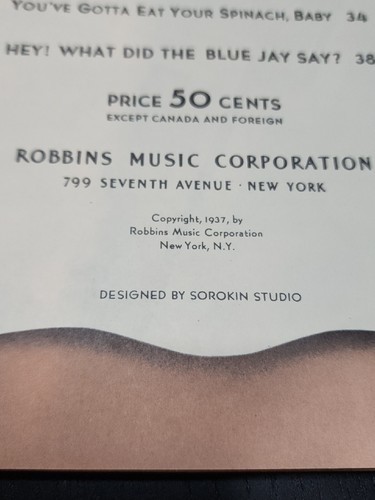 YOU'VE GOTTA EAT YOUR SPINACH, BABY 34
HEY! WHAT DID THE BLUE JAY SAY? 38
PRICE 50 CENTS
EXCEPT CANADA AND FOREIGN
ROBBINS MUSIC CORPORATION
799 SEVENTH AVENUE · NEW YORK
Copyright, 1937, by
Robbins Music Corporation
New York, N.Y.
DESIGNED BY SOROKIN STUDIO